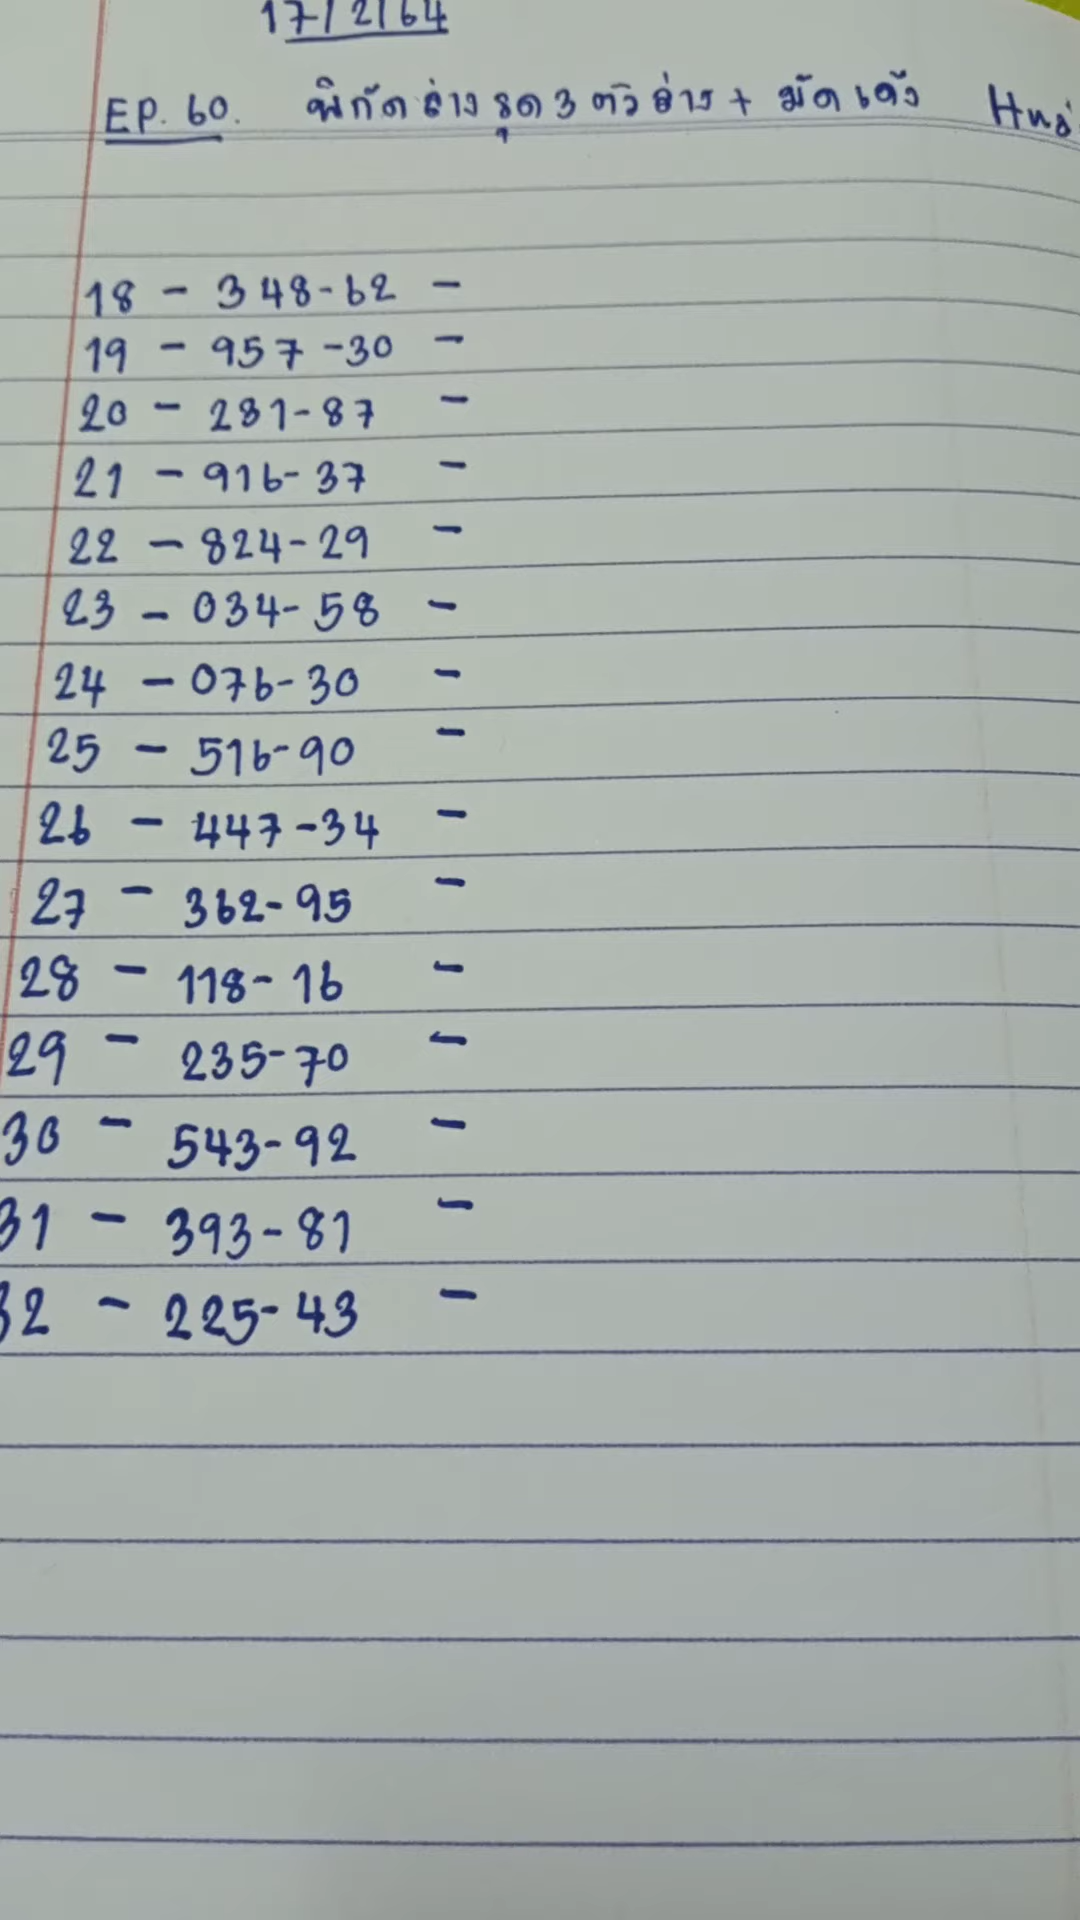 17/2/64
EP. 60. พิกัดล่าง ชุด 3 ตัวล่าง + มัดเด้ง
18 - 348-62 -
19 - 957-30 -
20 - 281-87 -
21 - 916-37 -
22 - 824-29 -
23 - 034-58 -
24 - 076-30 -
25 - 516-90 -
26 - 447-34 -
27 - 362-95 -
28 - 118-16 -
29 - 235-70 -
30 - 543-92 -
31 - 393-81 -
32 - 225-43 -